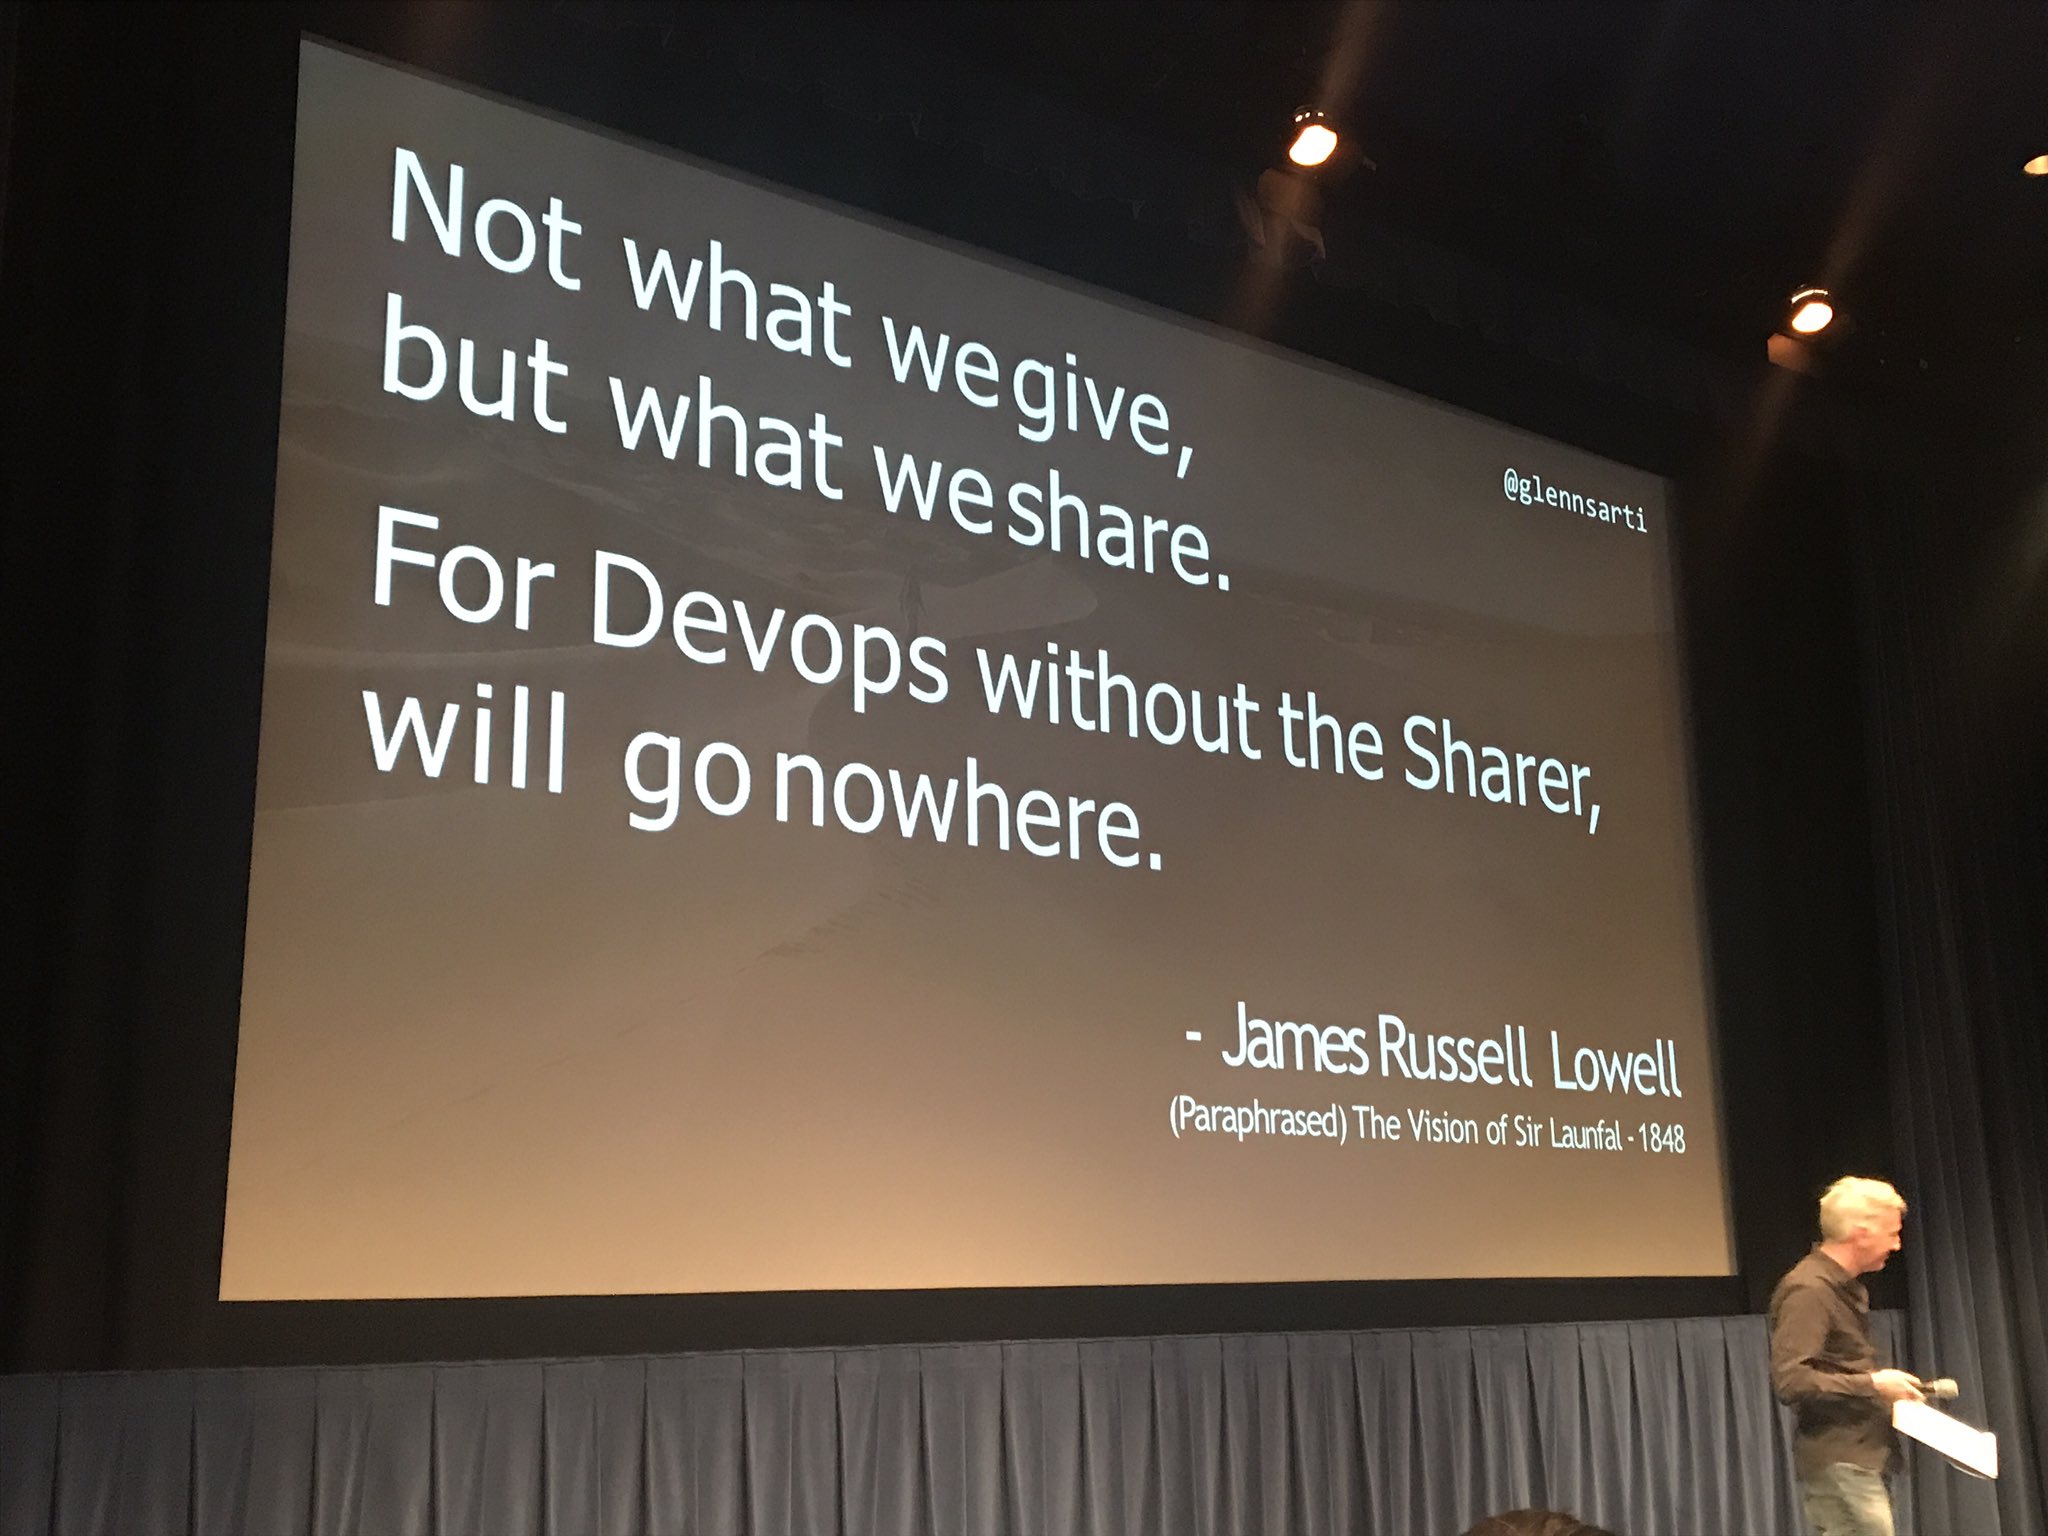 Not what we give,
but what we share.
@glennsarti
For Devops without the Sharer,
will go nowhere.
- James Russell Lowell
(Paraphrased) The Vision of Sir Launfal - 1848